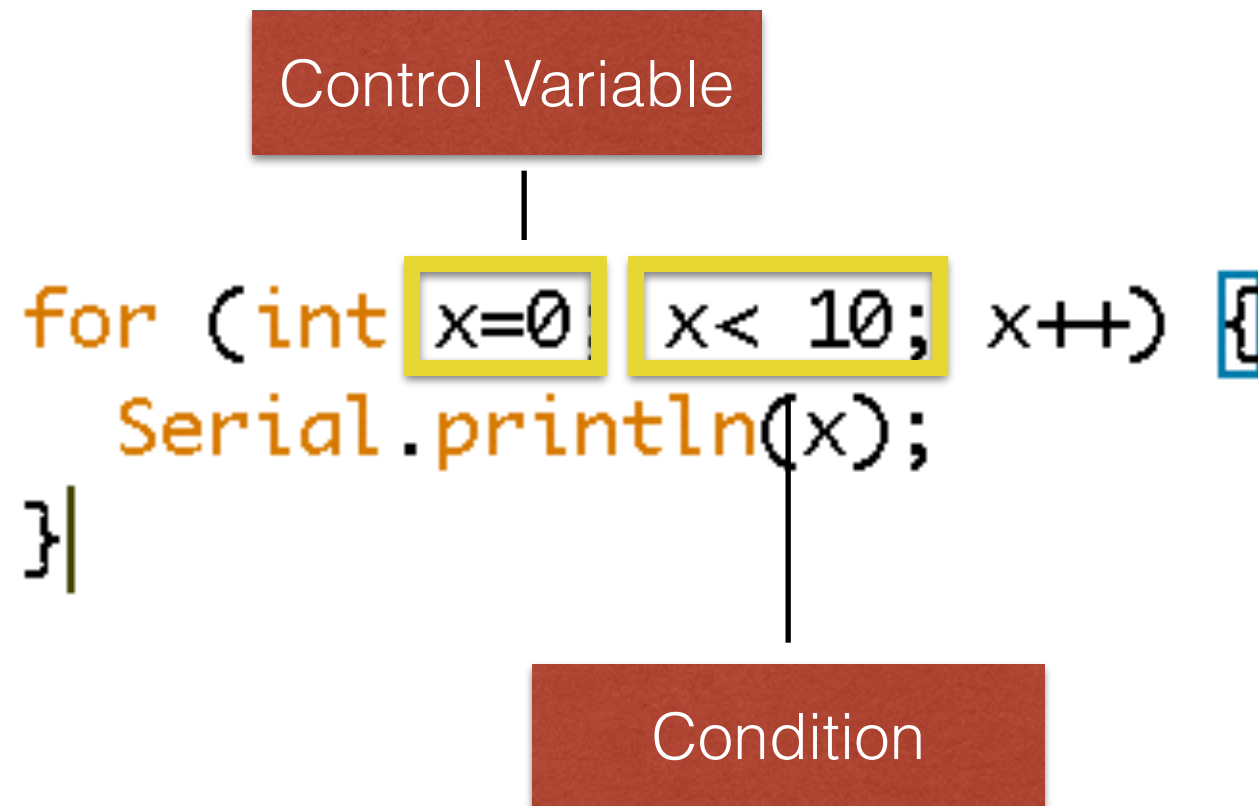 Control Variable
for (int x=0; x< 10; x++) {
Serial.println(x);
}
Condition